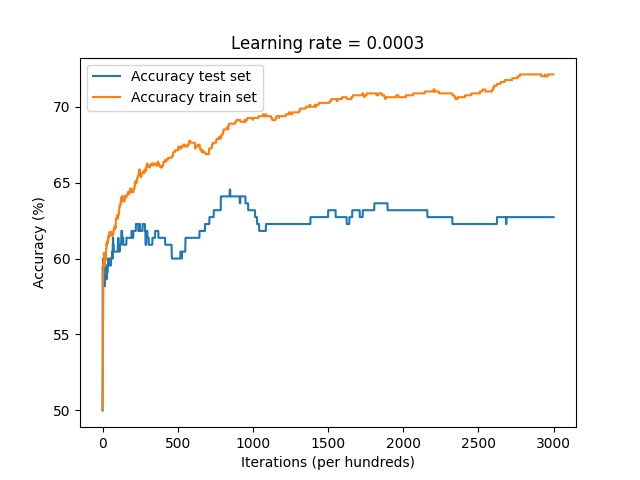 Learning rate = 0.0003
Accuracy test set
Accuracy train set
Accuracy (%)
70
65
60
55
50
0 500 1000 1500 2000 2500 3000
Iterations (per hundreds)